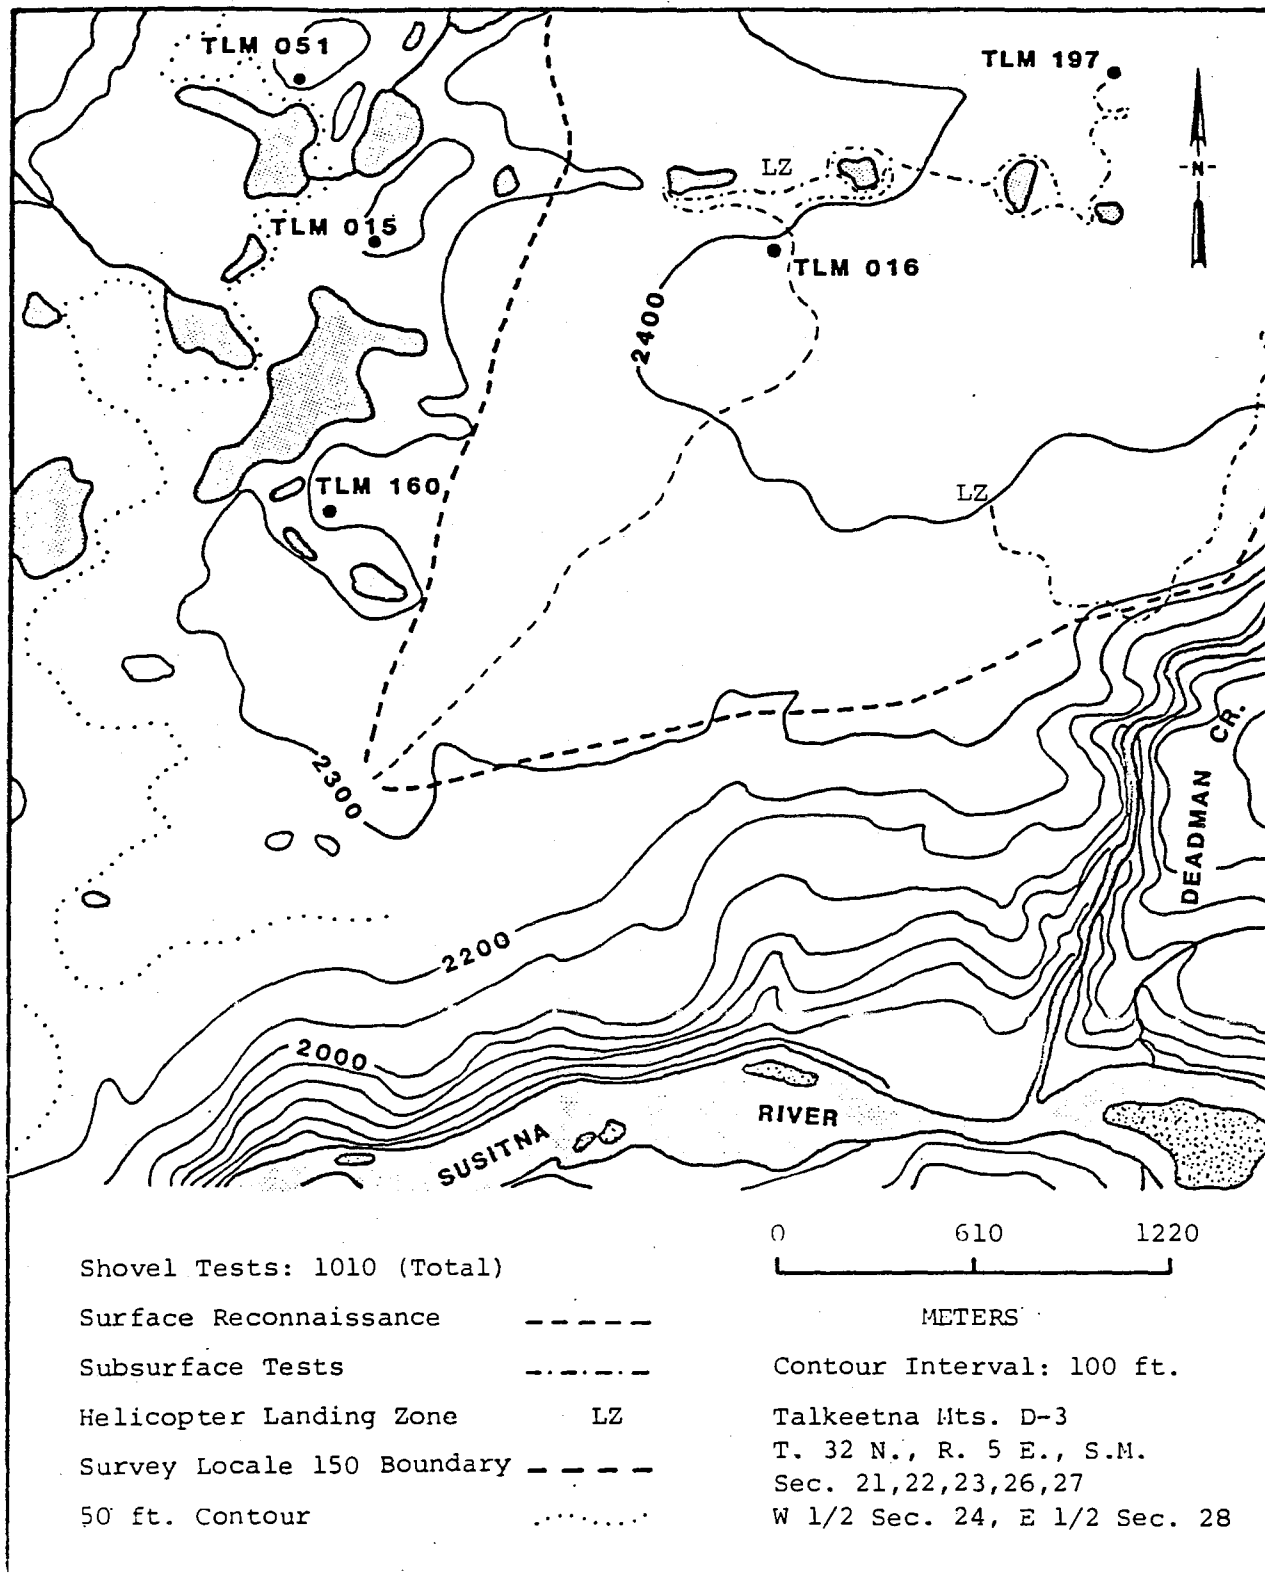 TLM 051
TLM 197
N
LZ
TLM 015
TLM 016
2400
TLM 160
LZ
2300
CR.
DEADMAN
2200
2000
RIVER
SUSITNA
0 610 1220
METERS
Shovel Tests: 1010 (Total)
Surface Reconnaissance
Subsurface Tests
Helicopter Landing Zone LZ
Survey Locale 150 Boundary
50 ft. Contour
Contour Interval: 100 ft.
Talkeetna Mts. D-3
T. 32 N., R. 5 E., S.M.
Sec. 21,22,23,26,27
W 1/2 Sec. 24, E 1/2 Sec. 28